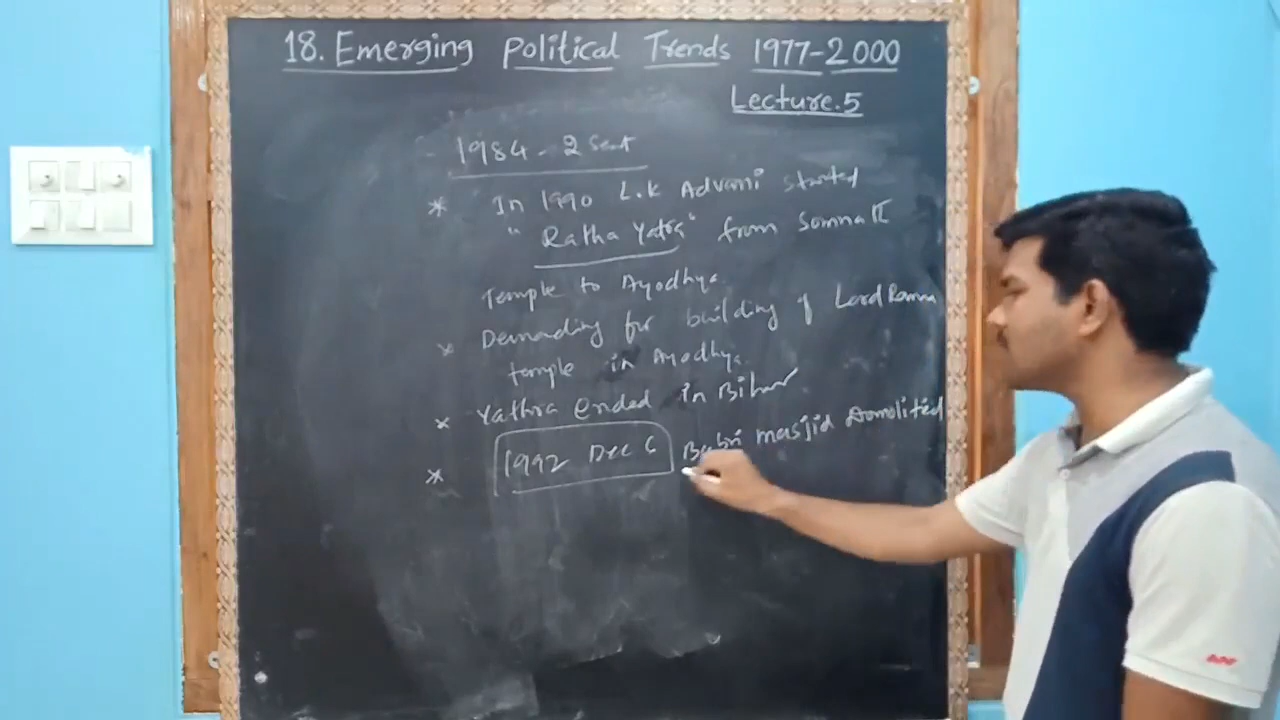 18. Emerging Political Trends 1977-2000
Lecture.5
1984 - 2 Seat
* In 1990 L.K Advani started
"Ratha Yatra" from Somnath
Temple to Ayodhya.
* Demading for building of Lord Rama
temple in Ayodhya.
* Yathra ended in Bihar
* 1992 Dec 6 Babri masjid Domolited